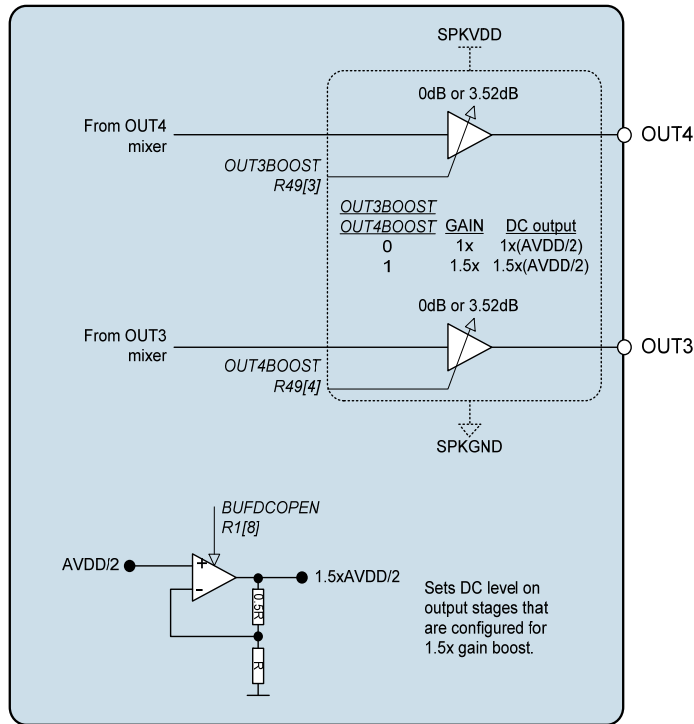 SPKVDD
0dB or 3.52dB
From OUT4
mixer
OUT4
OUT3BOOST
R49[3]
OUT3BOOST
OUT4BOOST GAIN DC output
0 1x 1x(AVDD/2)
1 1.5x 1.5x(AVDD/2)
0dB or 3.52dB
From OUT3
mixer
OUT3
OUT4BOOST
R49[4]
SPKGND
BUFDCOPEN
R1[8]
AVDD/2
+
-
1.5xAVDD/2
0.5R
R
Sets DC level on
output stages that
are configured for
1.5x gain boost.